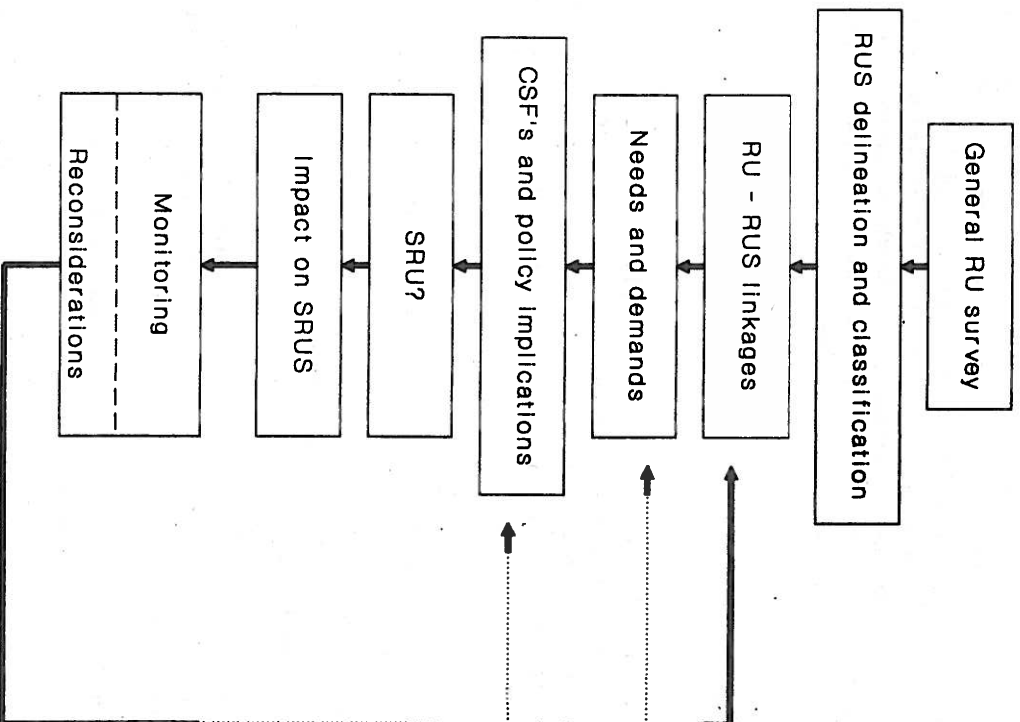 General RU survey
RUS delineation and classification
RU - RUS linkages
Needs and demands
CSF's and policy implications
SRU?
Impact on SRUS
Monitoring
Reconsiderations